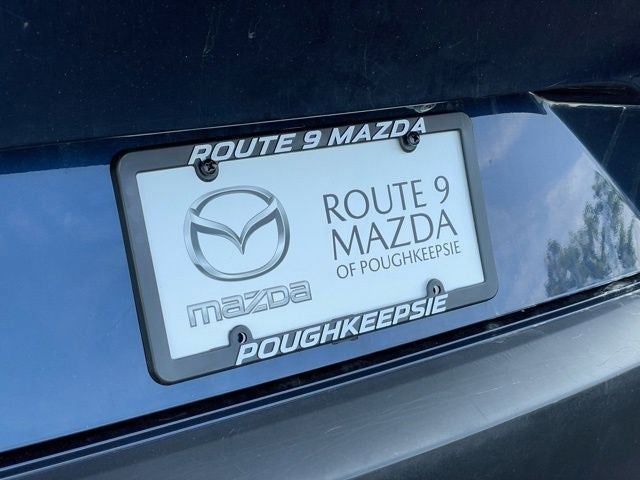 ROUTE 9 MAZDA
mazda
ROUTE 9
MAZDA
OF POUGHKEEPSIE
POUGHKEEPSIE